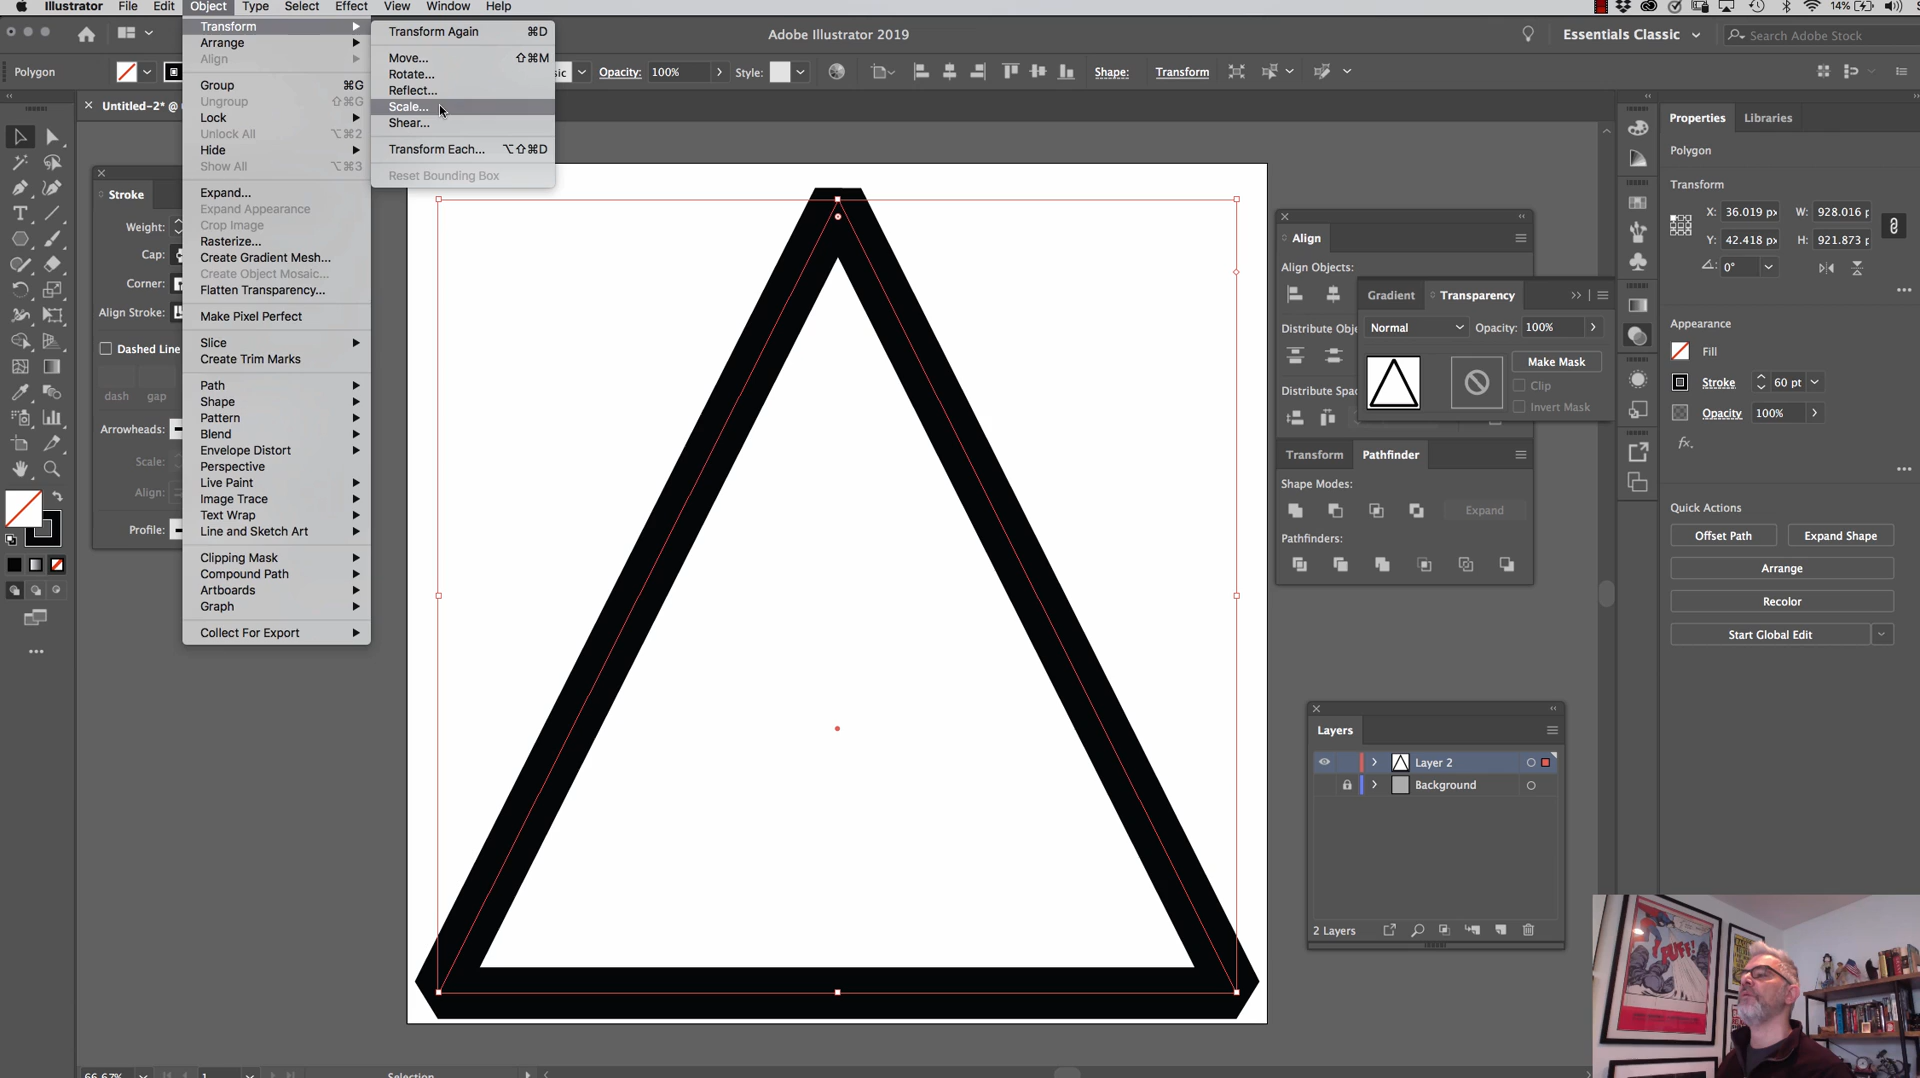 Illustrator File Edit Object Type Select Effect View Window Help 14%
Adobe Illustrator 2019
Essentials Classic
Search Adobe Stock
Polygon
Opacity: 100%
Style:
Shape:
Transform
Untitled-2* @
Transform
Arrange
Align
Group ⌘G
Ungroup ⇧⌘G
Lock
Unlock All ⌥⌘2
Hide
Show All ⌥⌘3
Expand...
Expand Appearance
Crop Image
Rasterize...
Create Gradient Mesh...
Create Object Mosaic...
Flatten Transparency...
Make Pixel Perfect
Slice
Create Trim Marks
Path
Shape
Pattern
Blend
Envelope Distort
Perspective
Live Paint
Image Trace
Text Wrap
Line and Sketch Art
Clipping Mask
Compound Path
Artboards
Graph
Collect For Export
Transform Again ⌘D
Move... ⇧⌘M
Rotate...
Reflect...
Scale...
Shear...
Transform Each... ⌥⇧⌘D
Reset Bounding Box
Stroke
Weight:
Cap:
Corner:
Align Stroke:
Dashed Line
dash gap
Arrowheads:
Scale:
Align:
Profile:
Align
Align Objects:
Distribute Obje
Distribute Spac
Gradient Transparency
Normal Opacity: 100%
Make Mask
Clip
Invert Mask
Transform Pathfinder
Shape Modes:
Expand
Pathfinders:
Layers
Layer 2
Background
2 Layers
Properties Libraries
Polygon
Transform
X: 36.019 px W: 928.016 p
Y: 42.418 px H: 921.873 p
0°
Appearance
Fill
Stroke 60 pt
Opacity 100%
fx.
Quick Actions
Offset Path Expand Shape
Arrange
Recolor
Start Global Edit
66.67% 1 Selection